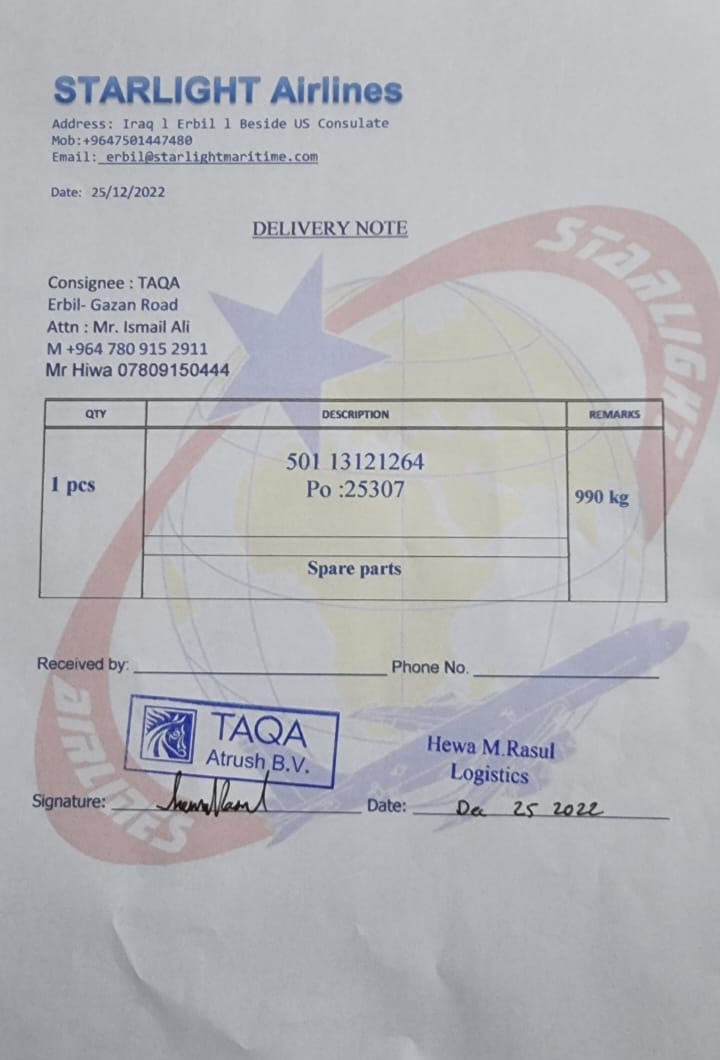 STARLIGHT Airlines
Address: Iraq l Erbil l Beside US Consulate
Mob:+9647501447480
Email: erbil@starlightmaritime.com
Date: 25/12/2022
DELIVERY NOTE
Consignee : TAQA
Erbil- Gazan Road
Attn : Mr. Ismail Ali
M +964 780 915 2911
Mr Hiwa 07809150444
QTY DESCRIPTION REMARKS
501 13121264
1 pcs Po :25307 990 kg
Spare parts
Received by: Phone No.
TAQA
Atrush B.V.
Hewa M.Rasul
Logistics
Signature: Date: Dec 25 2022
STARLIGHT
AIRLINES